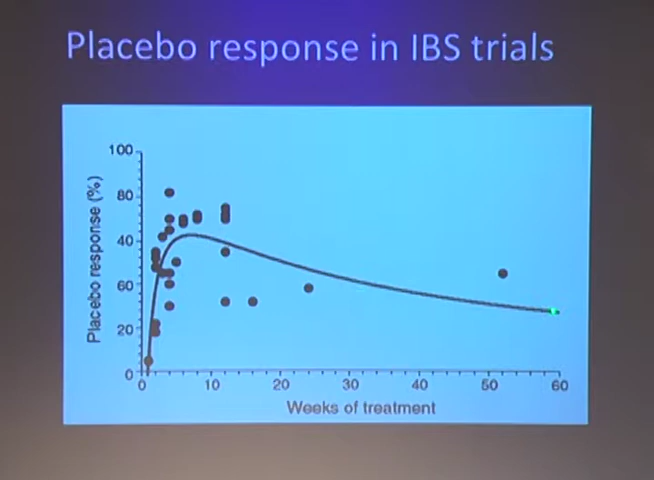 Placebo response in IBS trials
100
80
40
60
20
0
Placebo response (%)
0 10 20 30 40 50 60
Weeks of treatment